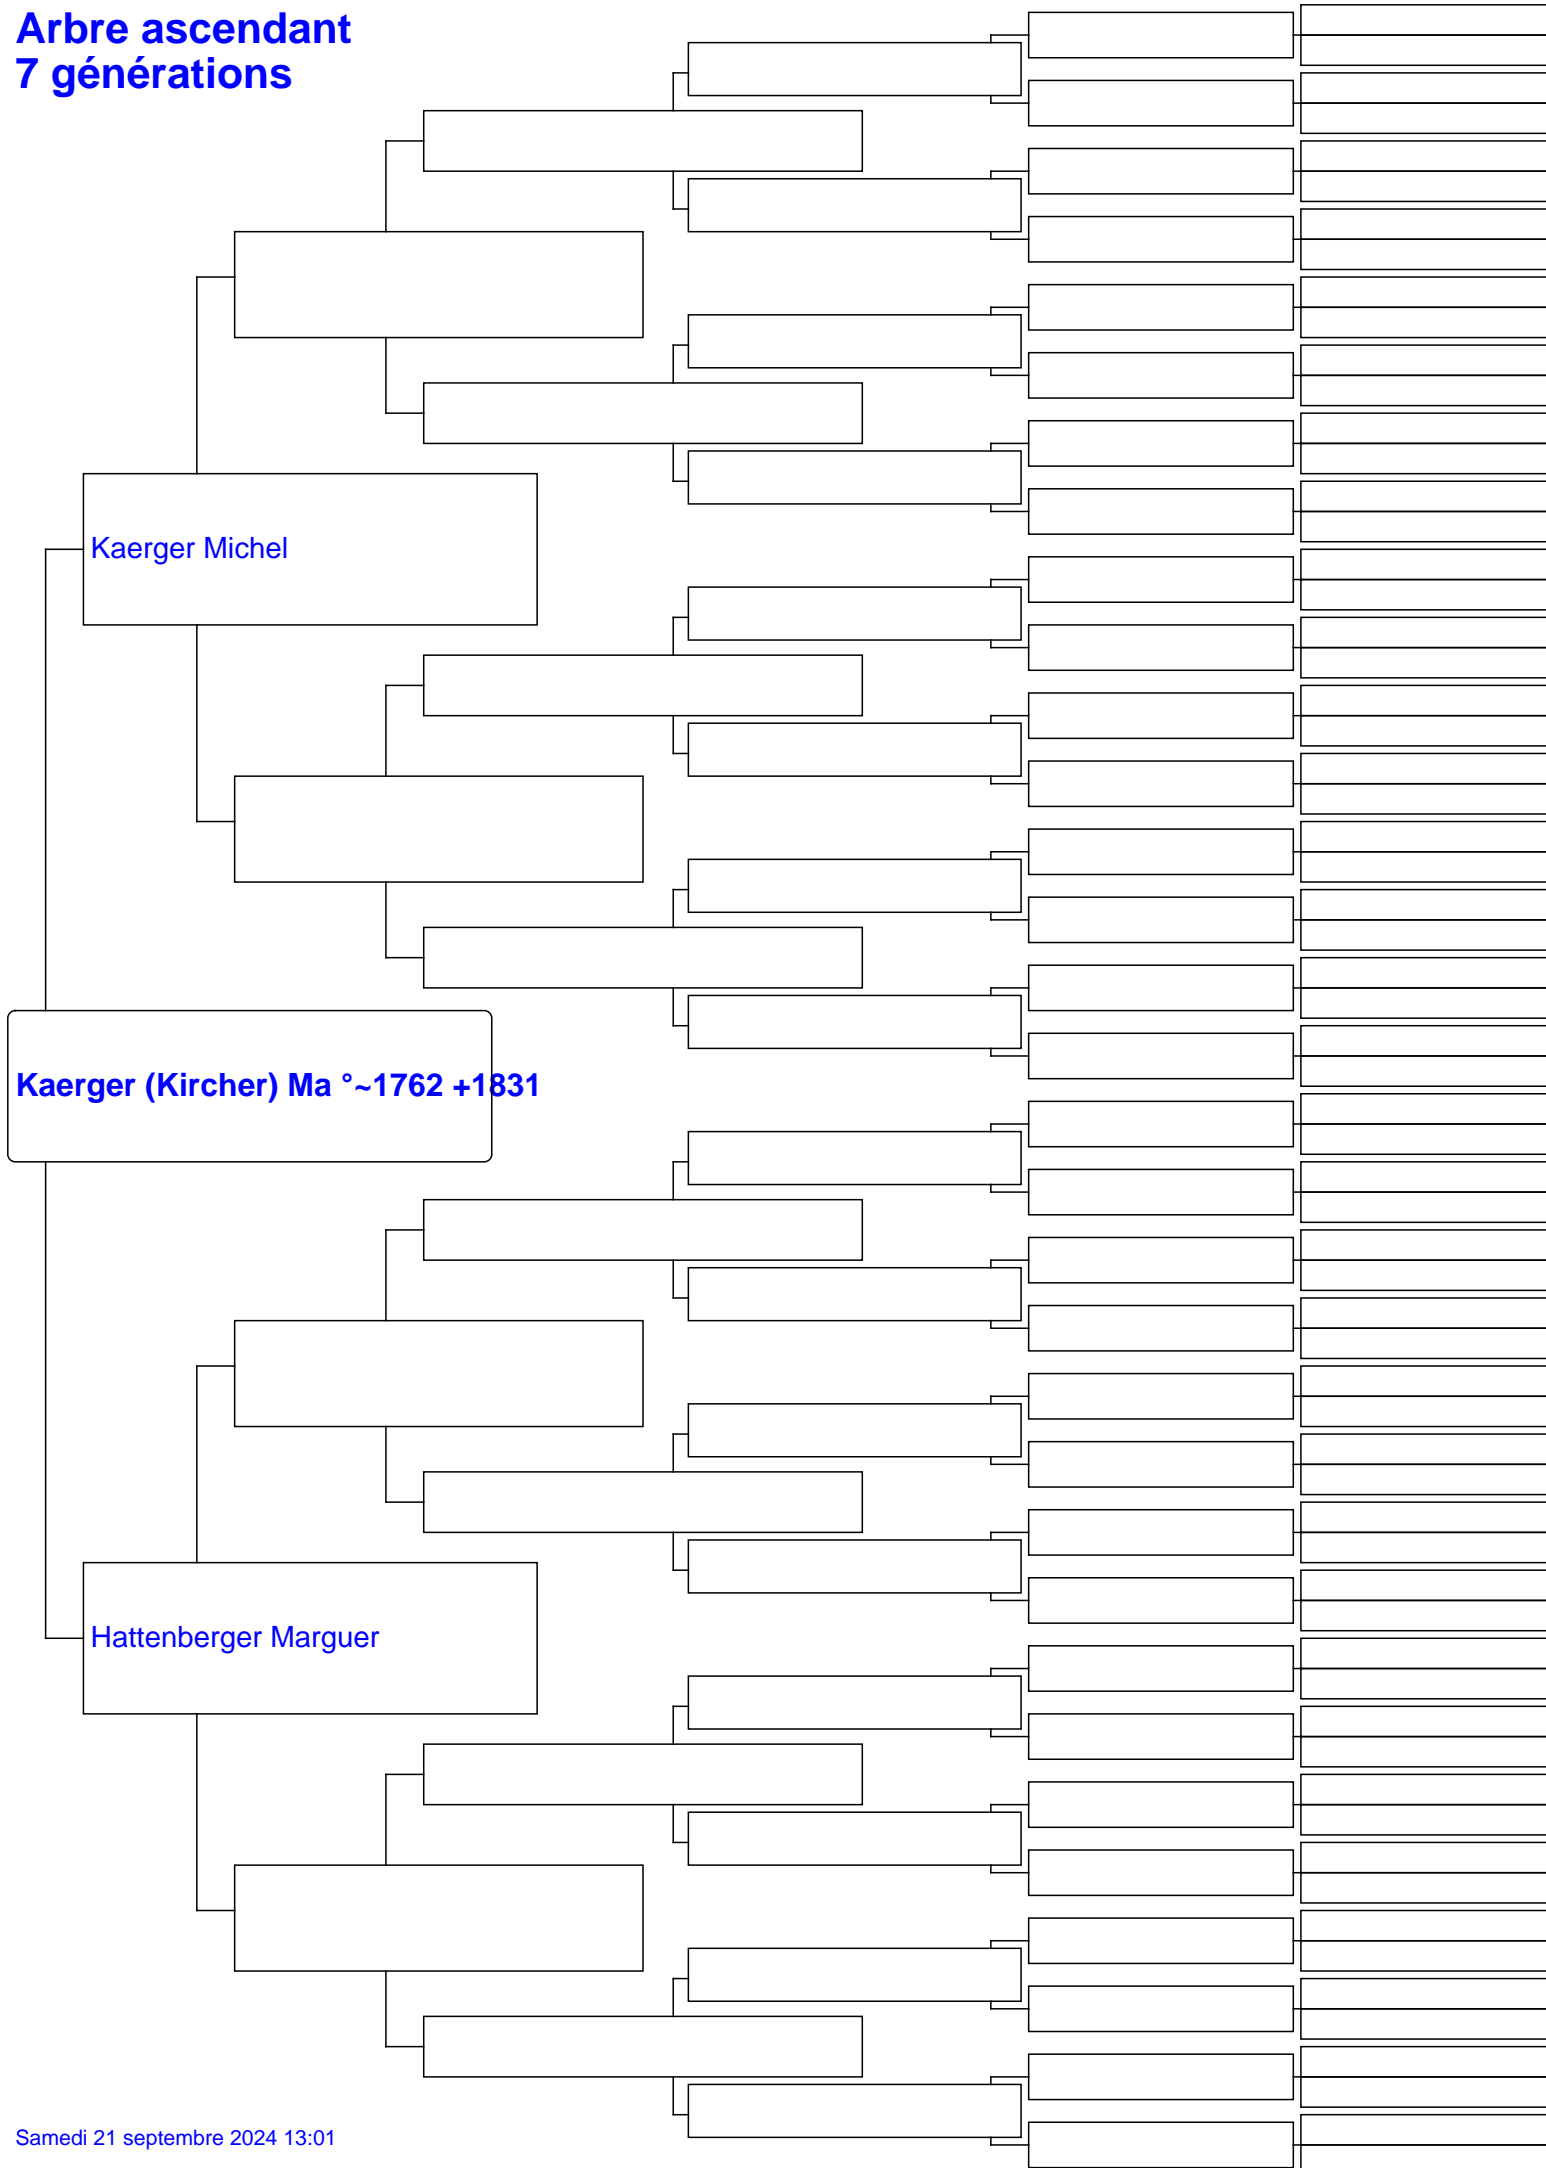 Arbre ascendant
7 générations
Kaerger Michel
Kaerger (Kircher) Ma °~1762 +1831
Hattenberger Marguer
Samedi 21 septembre 2024 13:01